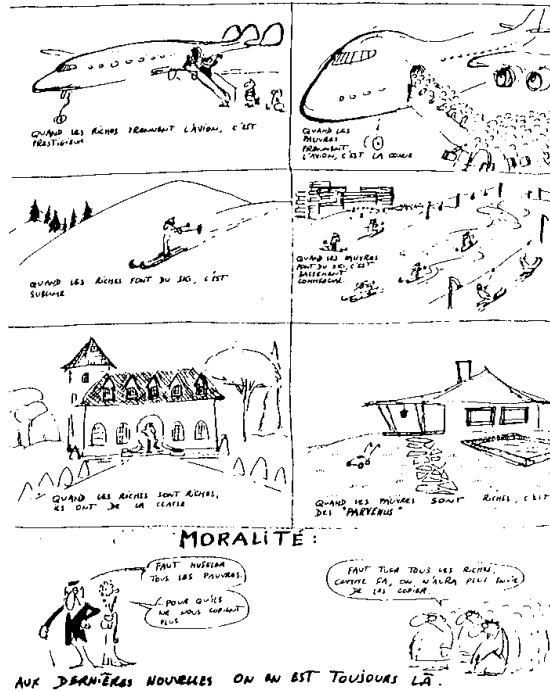 QUAND LES RICHES PRENNENT L'AVION, C'EST
PRESTIGIEUX
QUAND LES
PAUVRES
PRENNENT
L'AVION, C'EST LA COHUE
QUAND LES RICHES FONT DU SKI, C'EST
SUBLIME
QUAND LES PAUVRES
FONT DU SKI, C'EST
BASSEMENT
COMMERCIAL
QUAND LES RICHES SONT RICHES,
ILS ONT DE LA CLASSE
QUAND LES PAUVRES SONT RICHES, C'EST
DES "PARVENUS"
MORALITÉ :
FAUT MUSELER
TOUS LES PAUVRES.
...POUR QU'ILS
NE NOUS COPIENT
PLUS
FAUT TUER TOUS LES RICHES,
COMME ÇA, ON N'AURA PLUS ENVIE
DE LES COPIER.
AUX DERNIÈRES NOUVELLES ON EN EST TOUJOURS LÀ.